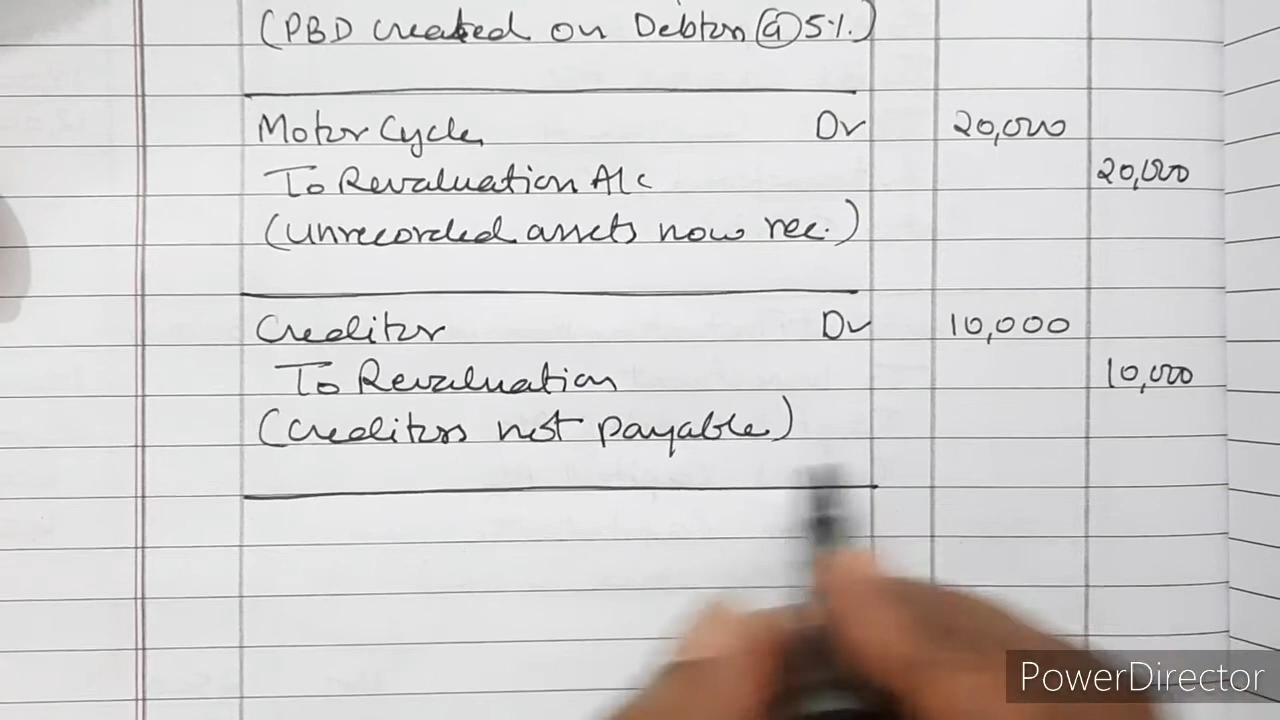 (PBD created on Debtors @ 5%.)
Motor Cycle Dr 20,000
To Revaluation A/c 20,000
(Unrecorded assets now rec.)
Creditor Dr 10,000
To Revaluation 10,000
(Creditors not payable)
PowerDirector